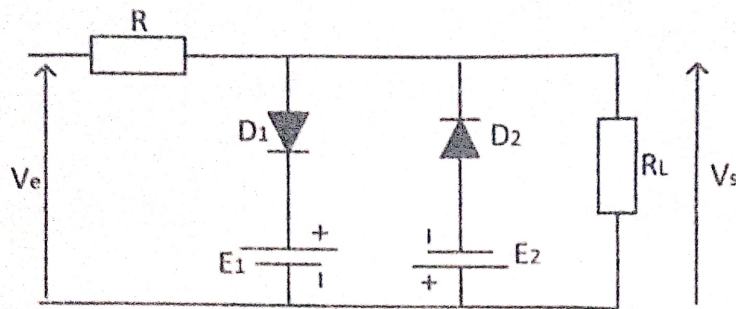 R
D1
D2
Ve
RL
Vs
+
E1
-
-
E2
+